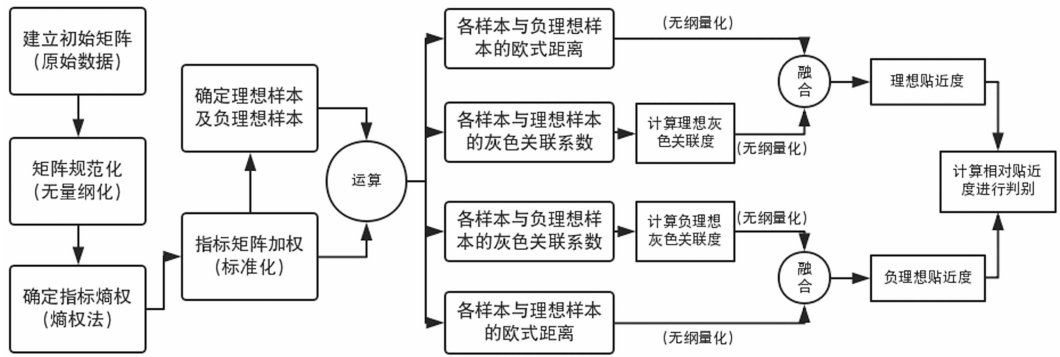 建立初始矩阵
(原始数据)
矩阵规范化
(无量纲化)
确定指标熵权
(熵权法)
确定理想样本
及负理想样本
指标矩阵加权
(标准化)
运算
各样本与负理想样
本的欧式距离
(无纲量化)
各样本与理想样本
的灰色关联系数
计算理想灰
色关联度
(无纲量化)
融
合
理想贴近度
各样本与负理想样
本的灰色关联系数
计算负理想
灰色关联度
(无纲量化)
各样本与理想样本
的欧式距离
(无纲量化)
融
合
负理想贴近度
计算相对贴近
度进行判别